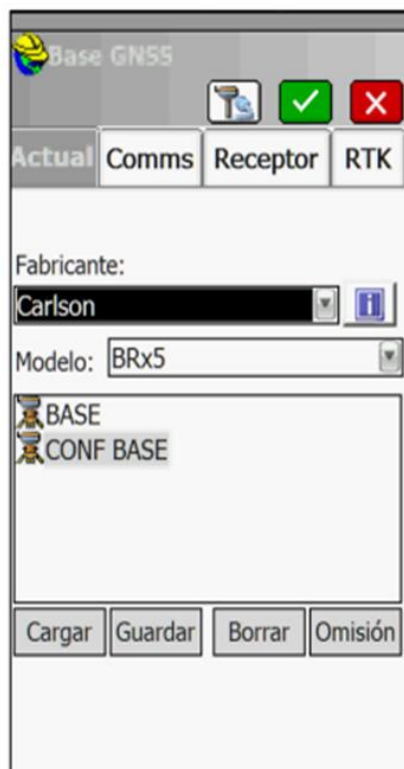 Base GNSS
Actual Comms Receptor RTK
Fabricante:
Carlson
Modelo: BRx5
BASE
CONF BASE
Cargar Guardar Borrar Omisión